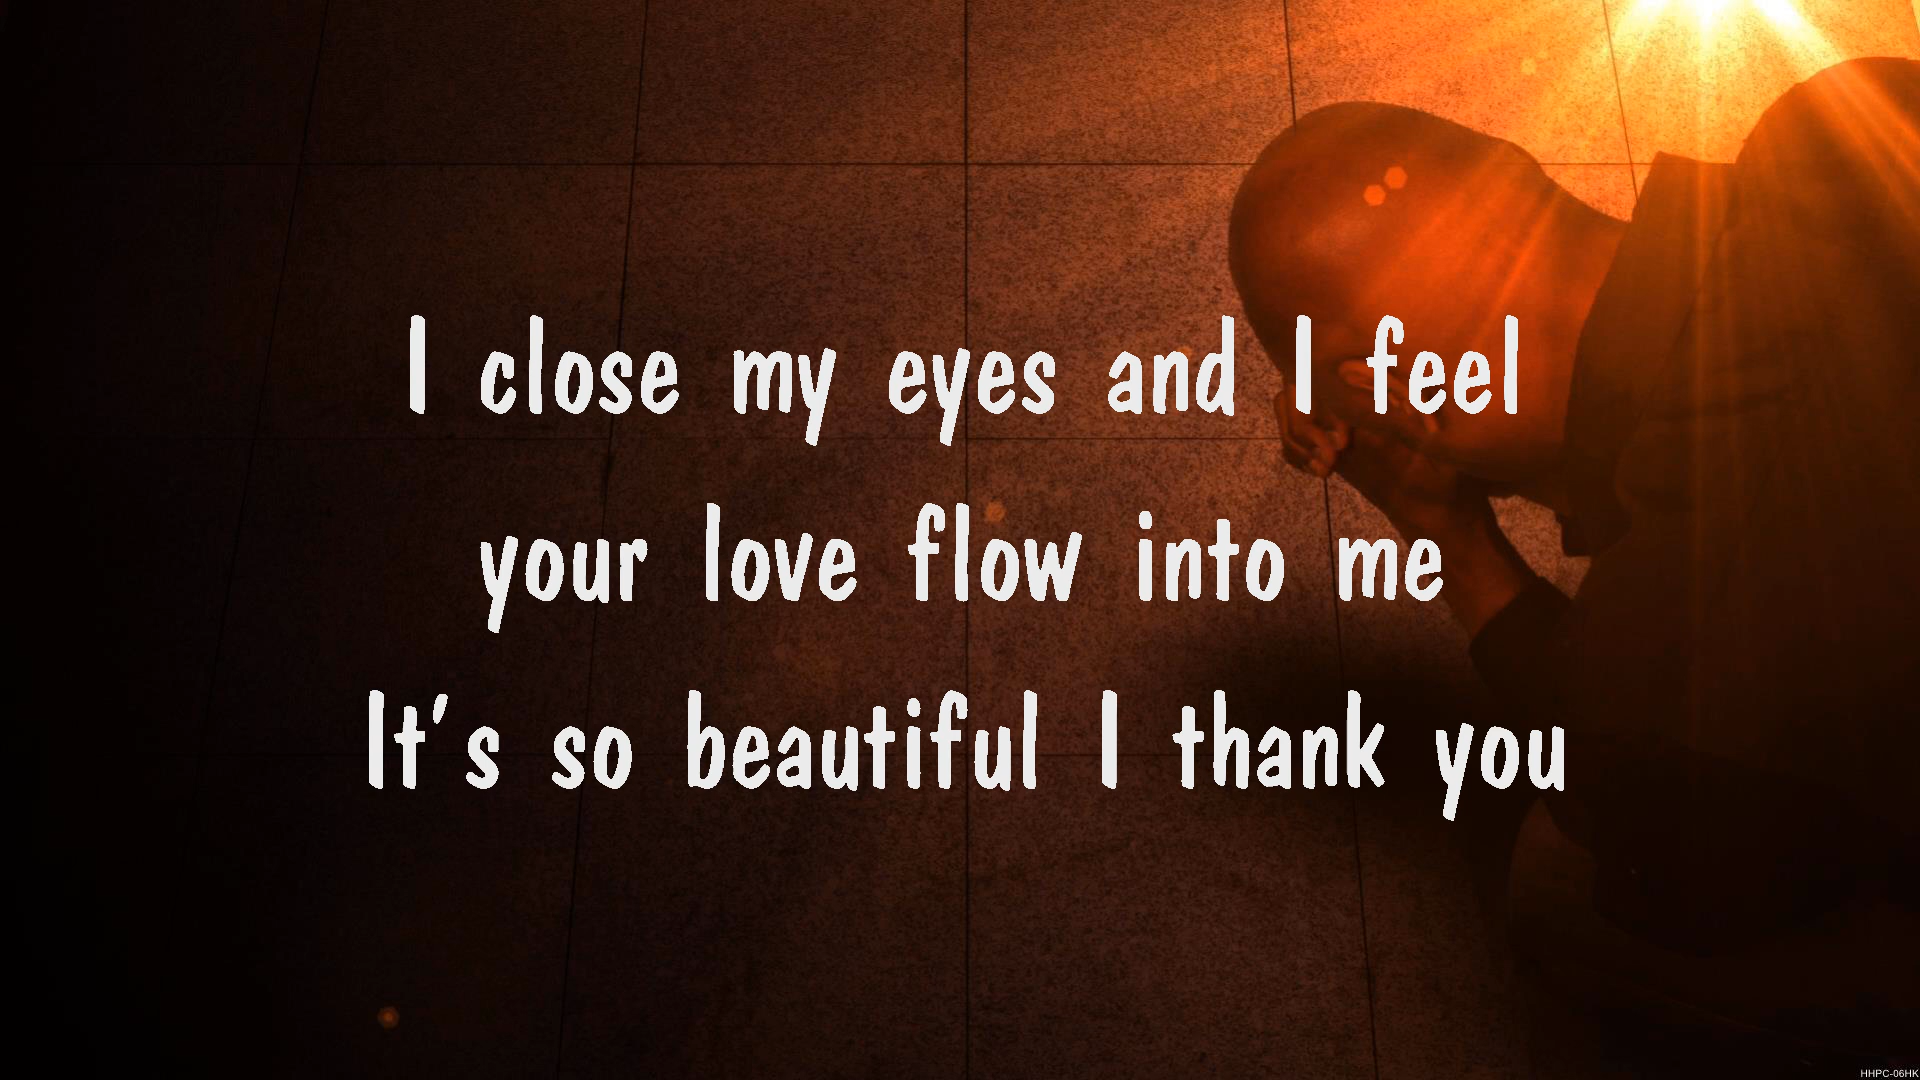 I close my eyes and I feel
your love flow into me
It's so beautiful I thank you
HHPC-06HK